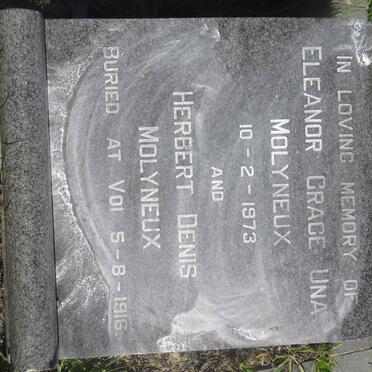 IN LOVING MEMORY OF
ELEANOR GRACE UNA
MOLYNEUX
10-2-1973
AND
HERBERT DENIS
MOLYNEUX
BURIED AT VOI 5-8-1916